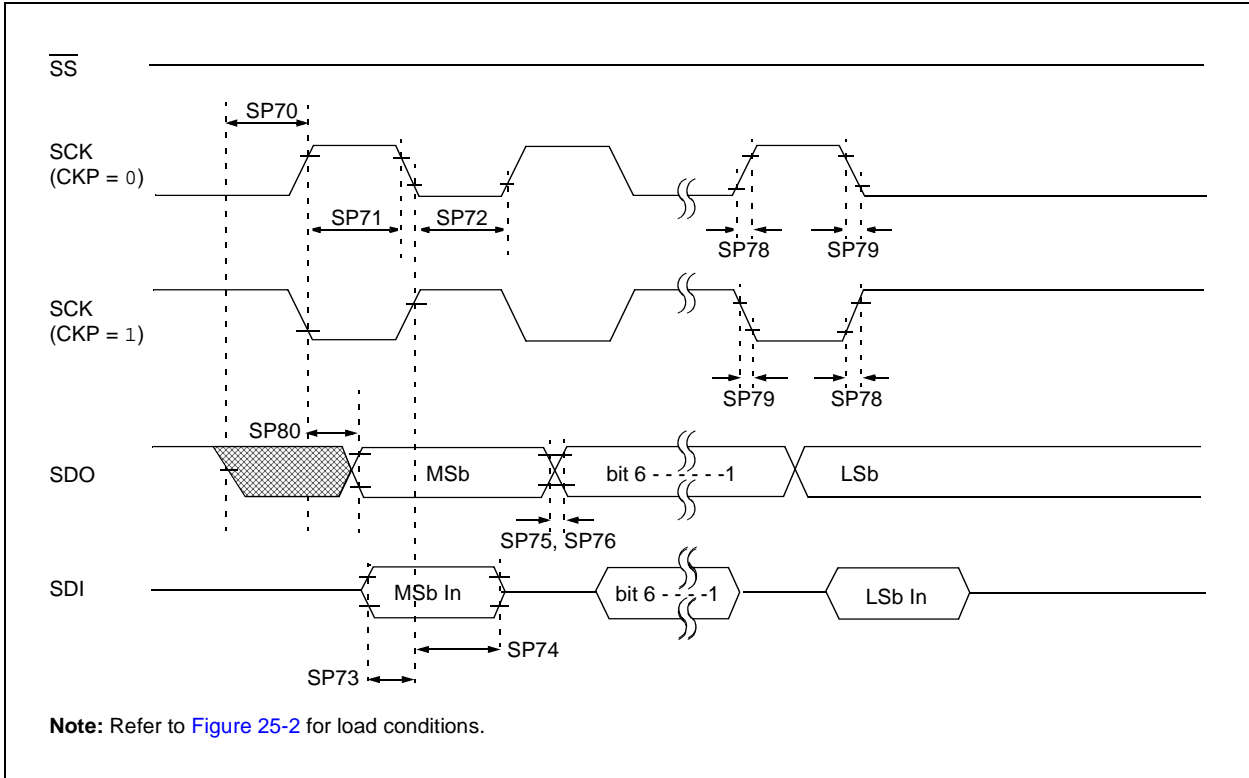 SS
SP70
SCK
(CKP = 0)
SP71
SP72
SP78
SP79
SCK
(CKP = 1)
SP79
SP78
SP80
SDO
MSb
bit 6 - - - - - -1
LSb
SP75, SP76
SDI
MSb In
bit 6 - - - -1
LSb In
SP74
SP73
Note: Refer to Figure 25-2 for load conditions.